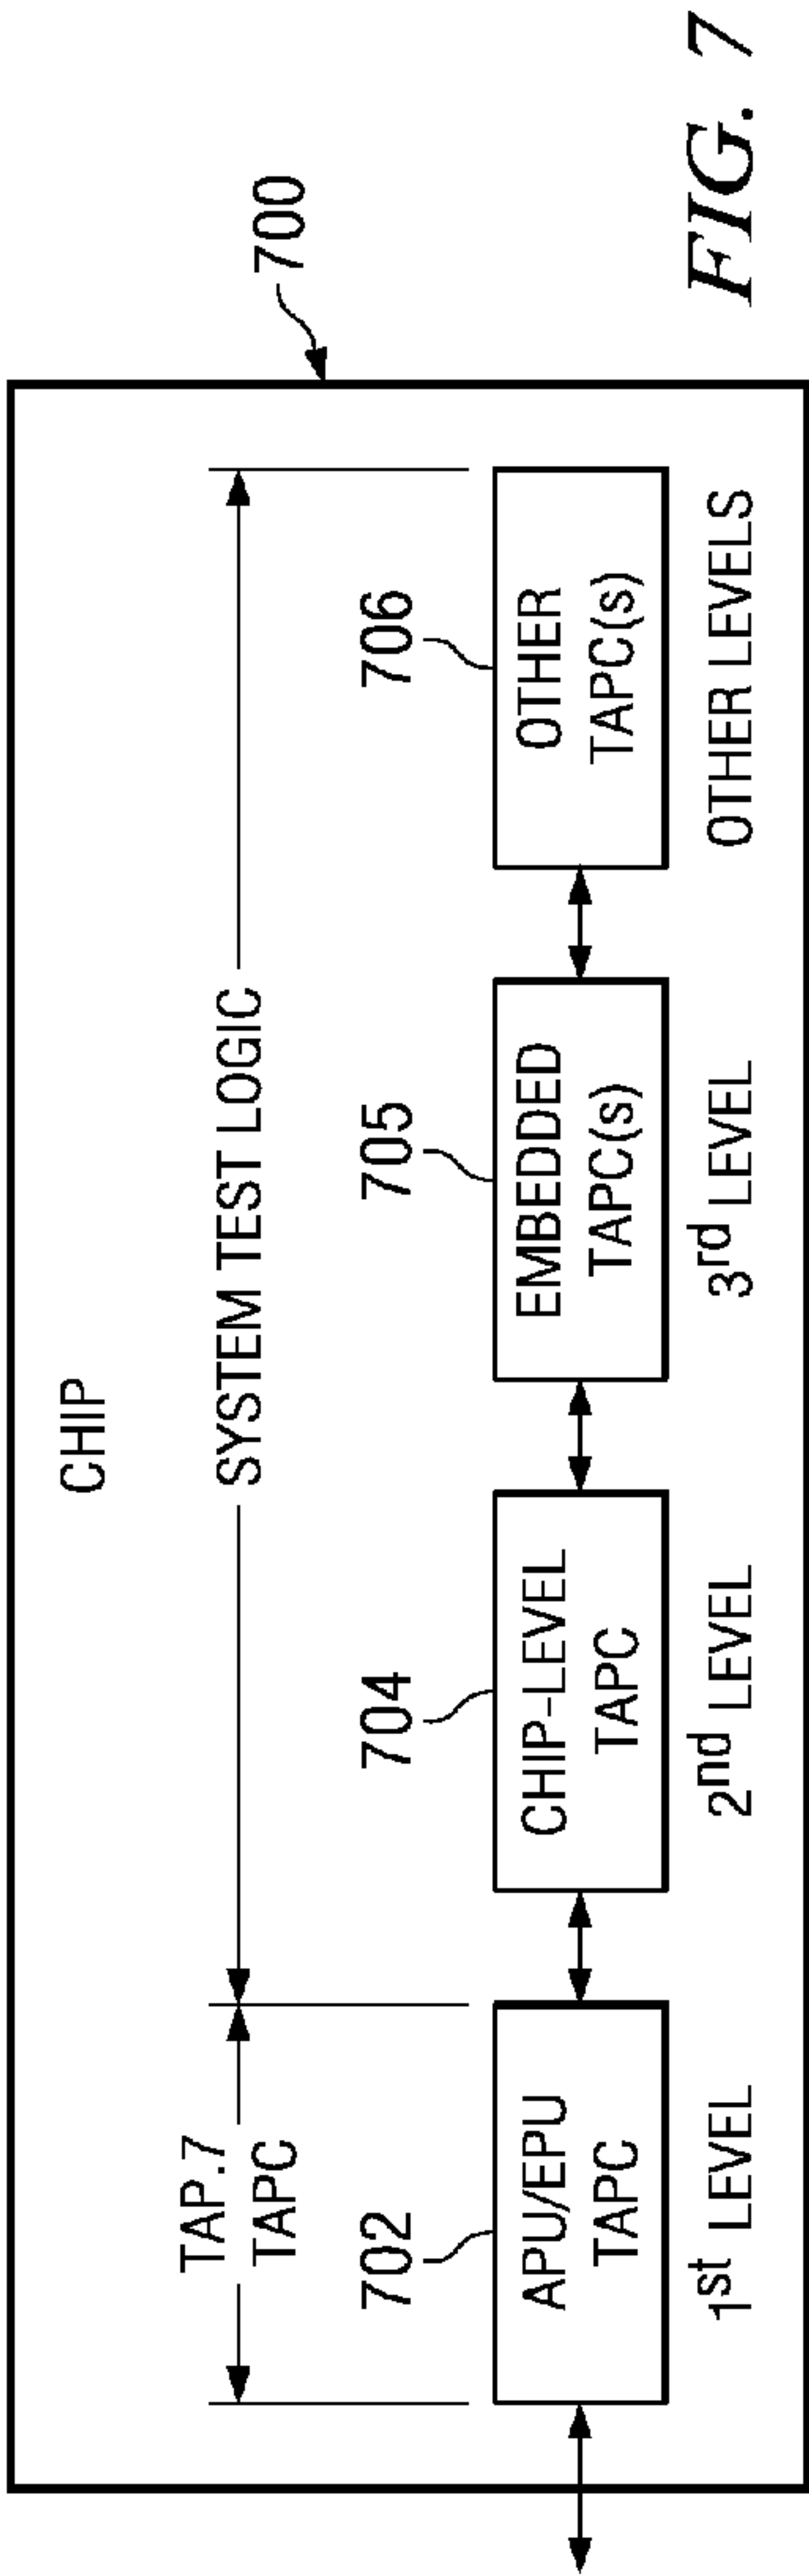 CHIP
700
TAP.7
TAPC
SYSTEM TEST LOGIC
702
704
705
706
APU/EPU
TAPC
CHIP-LEVEL
TAPC
EMBEDDED
TAPC(s)
OTHER
TAPC(s)
1st LEVEL
2nd LEVEL
3rd LEVEL
OTHER LEVELS
FIG. 7